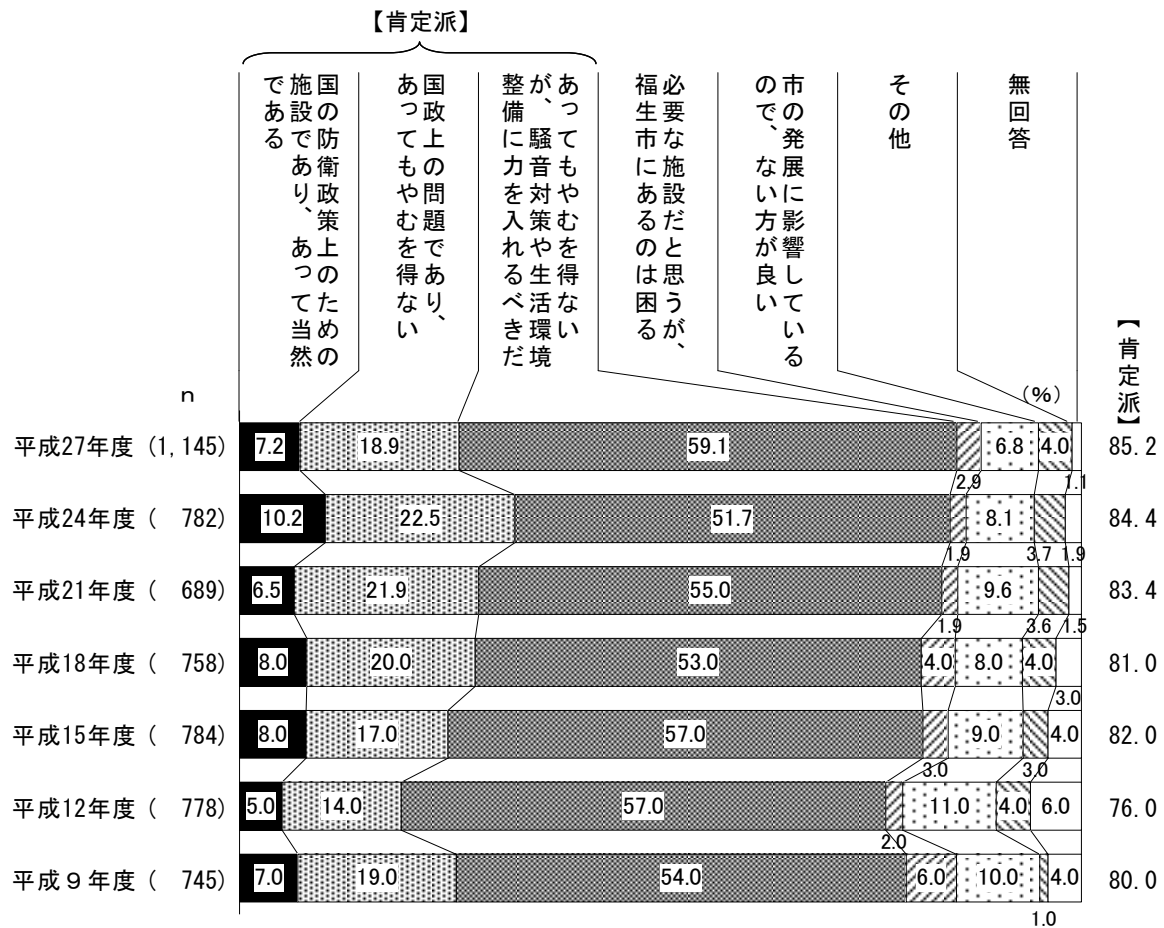 【肯定派】
国の防衛政策上のための
施設であり、あって当然
である
国政上の問題であり、
あってもやむを得ない
あってもやむを得ない
が、騒音対策や生活環境
整備に力を入れるべきだ
必要な施設だと思うが、
福生市にあるのは困る
市の発展に影響している
ので、ない方が良い
その他
無回答
【肯定派】
n
(%)
平成27年度 (1,145) 7.2 18.9 59.1 6.8 4.0 85.2
2.9 1.1
平成24年度 ( 782) 10.2 22.5 51.7 8.1 84.4
1.9 3.7 1.9
平成21年度 ( 689) 6.5 21.9 55.0 9.6 83.4
1.9 3.6 1.5
平成18年度 ( 758) 8.0 20.0 53.0 4.0 8.0 4.0 81.0
3.0
平成15年度 ( 784) 8.0 17.0 57.0 9.0 4.0 82.0
3.0 3.0
平成12年度 ( 778) 5.0 14.0 57.0 11.0 4.0 6.0 76.0
2.0
平成９年度 ( 745) 7.0 19.0 54.0 6.0 10.0 4.0 80.0
1.0